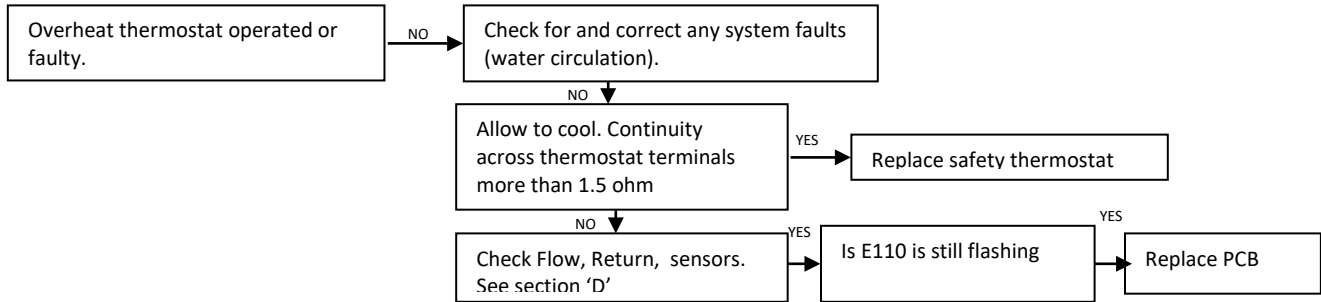 Overheat thermostat operated or
faulty.
NO
Check for and correct any system faults
(water circulation).
NO
Allow to cool. Continuity
across thermostat terminals
more than 1.5 ohm
YES
Replace safety thermostat
NO
Check Flow, Return, sensors.
See section ‘D’
YES
Is E110 is still flashing
YES
Replace PCB